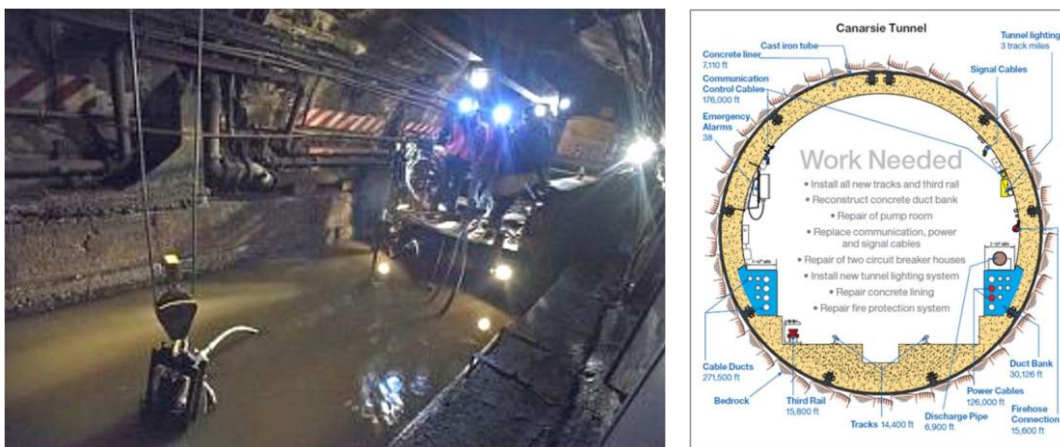 Canarsie Tunnel
Cast iron tube
Concrete liner
7,110 ft
Communication
Control Cables
176,000 ft
Emergency
Alarms
38
Tunnel lighting
3 track miles
Signal Cables
Work Needed
• Install all new tracks and third rail
• Reconstruct concrete duct bank
• Repair of pump room
• Replace communication, power
and signal cables
• Repair of two circuit breaker houses
• Install new tunnel lighting system
• Repair concrete lining
• Repair fire protection system
Cable Ducts
271,500 ft
Bedrock
Third Rail
15,800 ft
Tracks 14,400 ft
Discharge Pipe
6,900 ft
Power Cables
126,000 ft
Duct Bank
30,126 ft
Firehose
Connection
15,600 ft